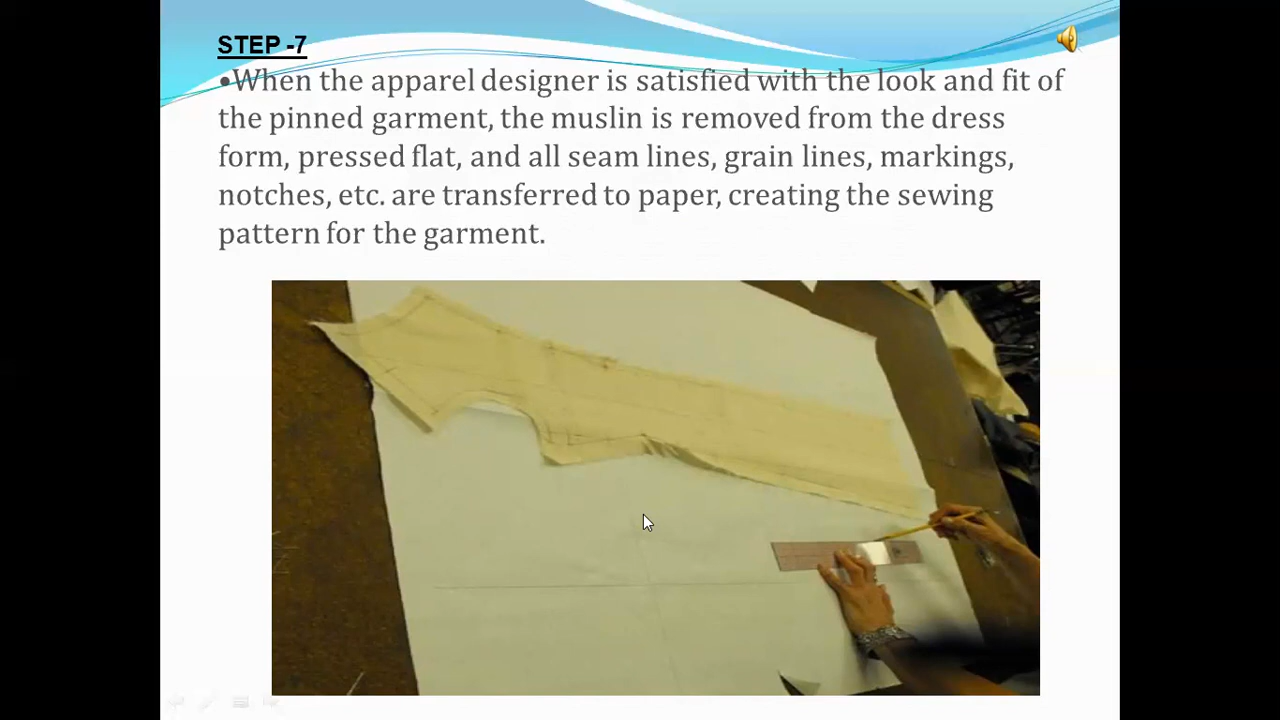 STEP -7
•When the apparel designer is satisfied with the look and fit of
the pinned garment, the muslin is removed from the dress
form, pressed flat, and all seam lines, grain lines, markings,
notches, etc. are transferred to paper, creating the sewing
pattern for the garment.